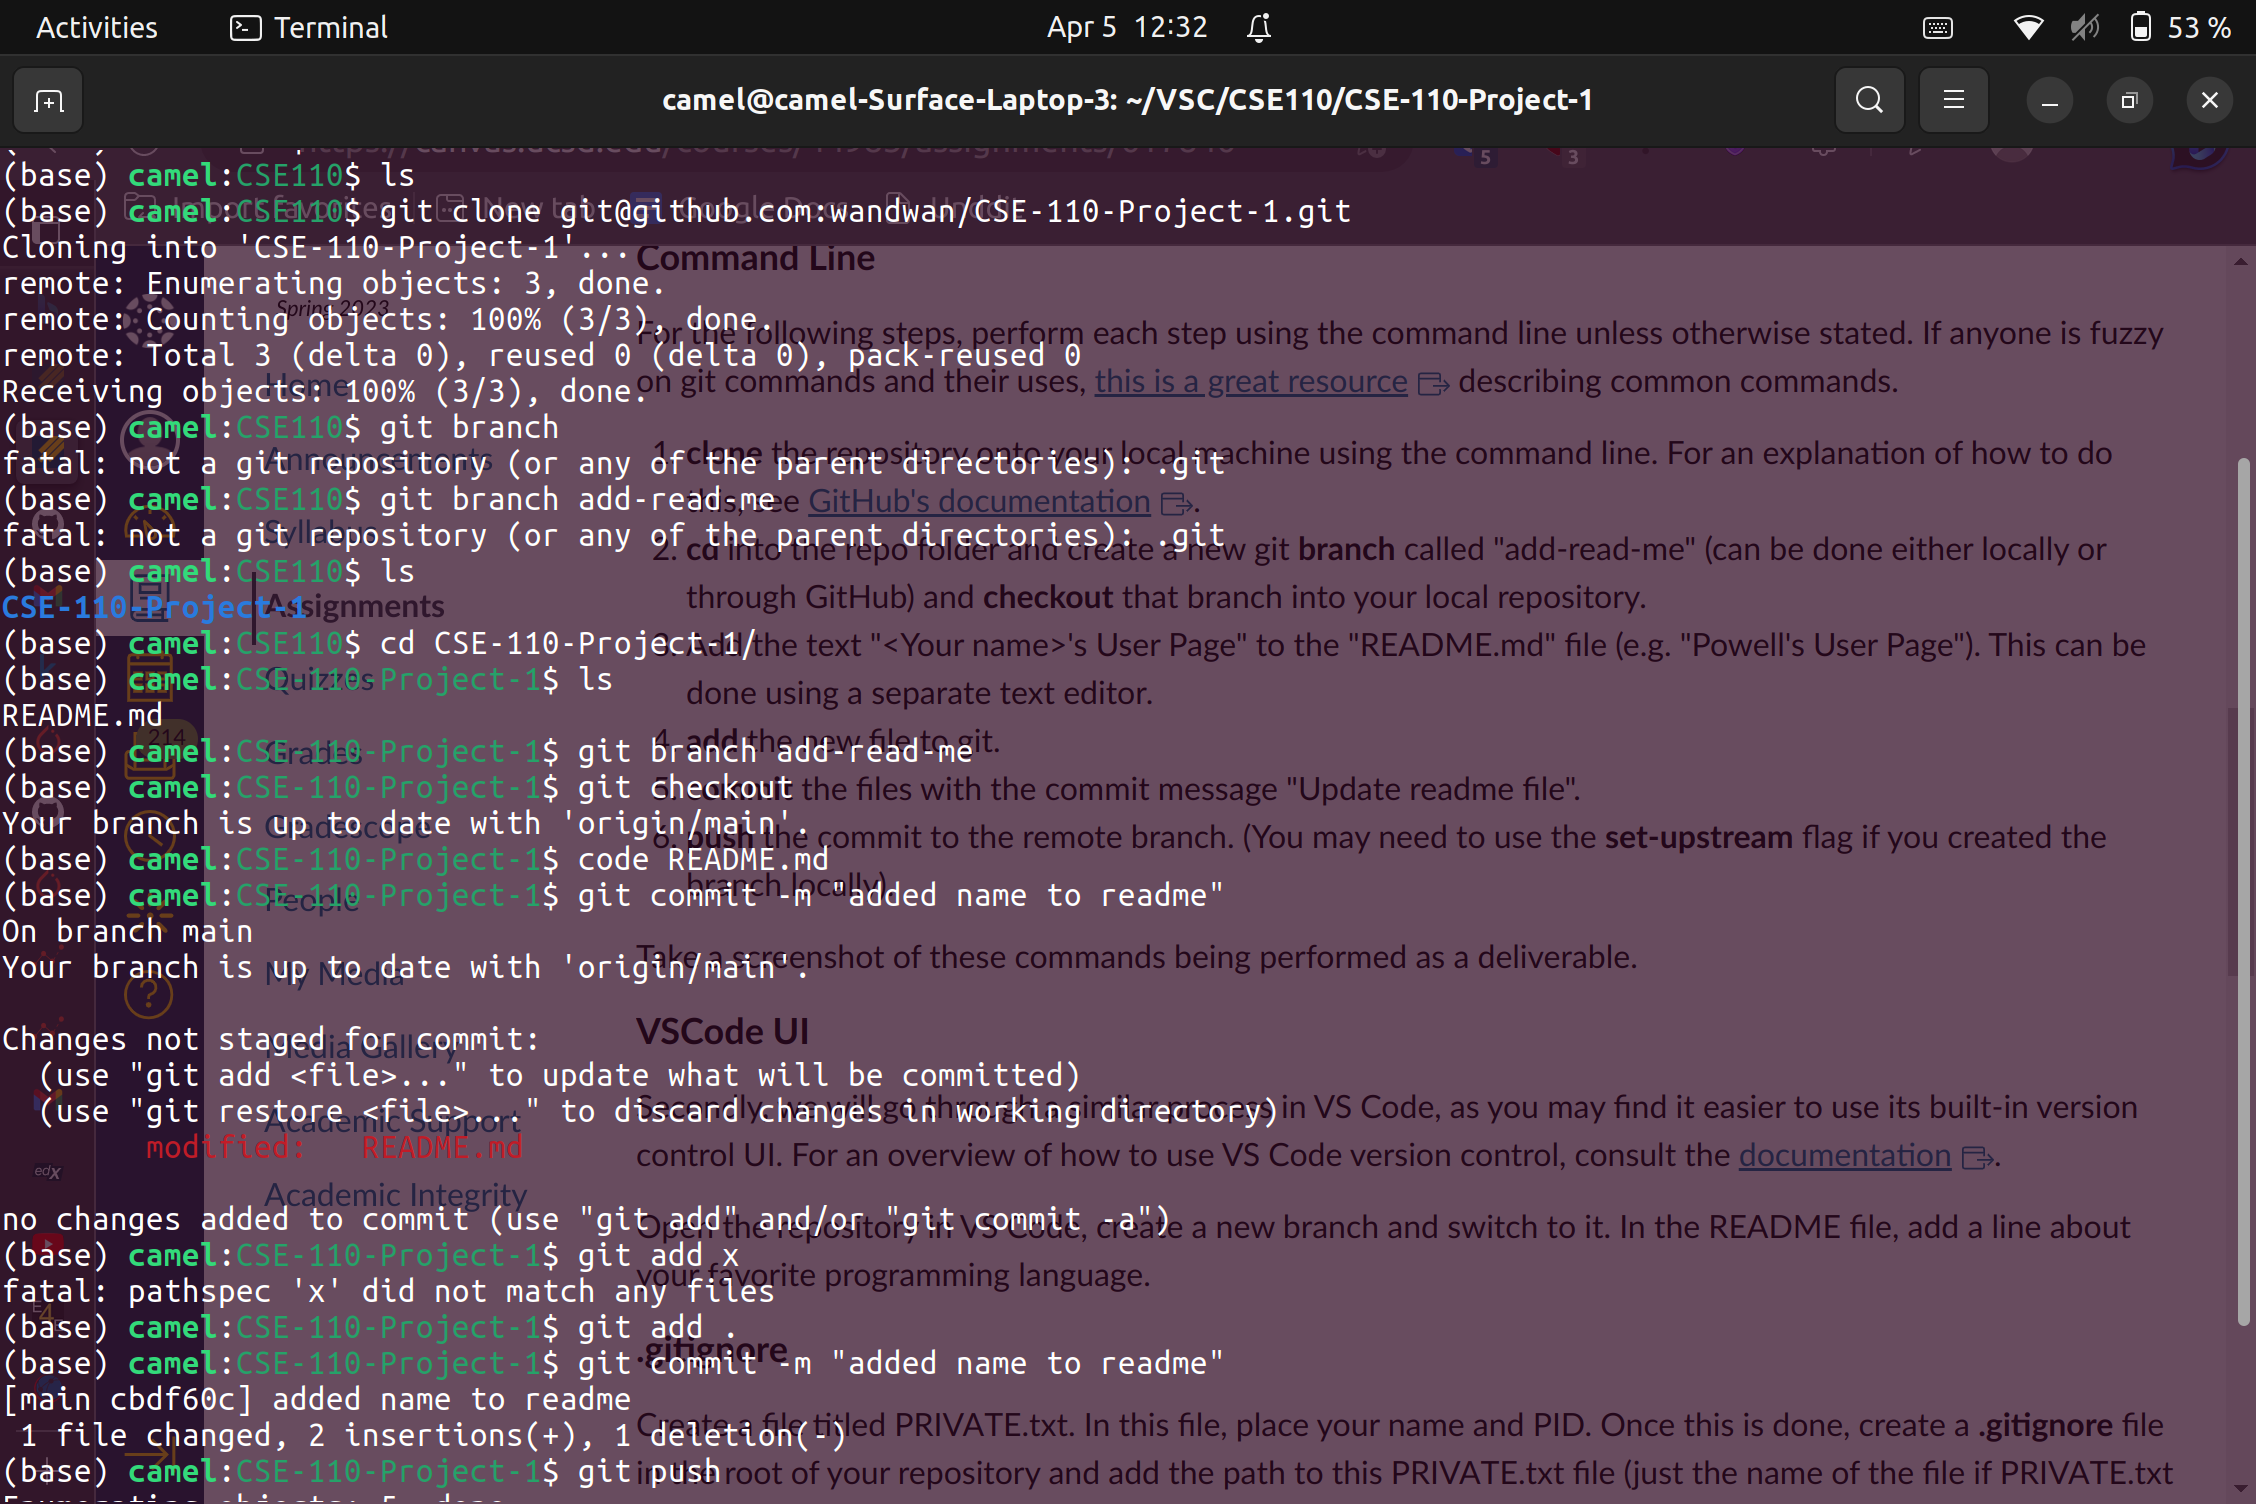 Activities
Terminal
Apr 5 12:32
53 %
camel@camel-Surface-Laptop-3: ~/VSC/CSE110/CSE-110-Project-1
5
3
(base) camel:CSE110$ ls
(base) camel:CSE110$ git clone git@github.com:wandwan/CSE-110-Project-1.git
Cloning into 'CSE-110-Project-1'...
remote: Enumerating objects: 3, done.
remote: Counting objects: 100% (3/3), done.
remote: Total 3 (delta 0), reused 0 (delta 0), pack-reused 0
Receiving objects: 100% (3/3), done.
(base) camel:CSE110$ git branch
fatal: not a git repository (or any of the parent directories): .git
(base) camel:CSE110$ git branch add-read-me
fatal: not a git repository (or any of the parent directories): .git
(base) camel:CSE110$ ls
CSE-110-Project-1
(base) camel:CSE110$ cd CSE-110-Project-1/
(base) camel:CSE-110-Project-1$ ls
README.md
(base) camel:CSE-110-Project-1$ git branch add-read-me
(base) camel:CSE-110-Project-1$ git checkout
Your branch is up to date with 'origin/main'.
(base) camel:CSE-110-Project-1$ code README.md
(base) camel:CSE-110-Project-1$ git commit -m "added name to readme"
On branch main
Your branch is up to date with 'origin/main'.
Changes not staged for commit:
(use "git add <file>..." to update what will be committed)
(use "git restore <file>..." to discard changes in working directory)
modified: README.md
no changes added to commit (use "git add" and/or "git commit -a")
(base) camel:CSE-110-Project-1$ git add x
fatal: pathspec 'x' did not match any files
(base) camel:CSE-110-Project-1$ git add .
(base) camel:CSE-110-Project-1$ git commit -m "added name to readme"
[main cbdf60c] added name to readme
1 file changed, 2 insertions(+), 1 deletion(-)
(base) camel:CSE-110-Project-1$ git push
Import favorites
New tab
Google Docs
Spring 2023
Home
Announcements
Syllabus
Assignments
Quizzes
Grades
Gradescope
People
My Media
Media Gallery
Academic Support
Academic Integrity
214
edX
Command Line
For the following steps, perform each step using the command line unless otherwise stated. If anyone is fuzzy
on git commands and their uses, this is a great resource describing common commands.
1. clone the repository onto your local machine using the command line. For an explanation of how to do
this, see GitHub's documentation.
2. cd into the repo folder and create a new git branch called "add-read-me" (can be done either locally or
through GitHub) and checkout that branch into your local repository.
3. Add the text "<Your name>'s User Page" to the "README.md" file (e.g. "Powell's User Page"). This can be
done using a separate text editor.
4. add the new file to git.
5. commit the files with the commit message "Update readme file".
6. push the commit to the remote branch. (You may need to use the set-upstream flag if you created the
branch locally).
Take a screenshot of these commands being performed as a deliverable.
VSCode UI
Secondly, we will go through a similar process in VS Code, as you may find it easier to use its built-in version
control UI. For an overview of how to use VS Code version control, consult the documentation.
Open the repository in VS Code, create a new branch and switch to it. In the README file, add a line about
your favorite programming language.
.gitignore
Create a file titled PRIVATE.txt. In this file, place your name and PID. Once this is done, create a .gitignore file
in the root of your repository and add the path to this PRIVATE.txt file (just the name of the file if PRIVATE.txt